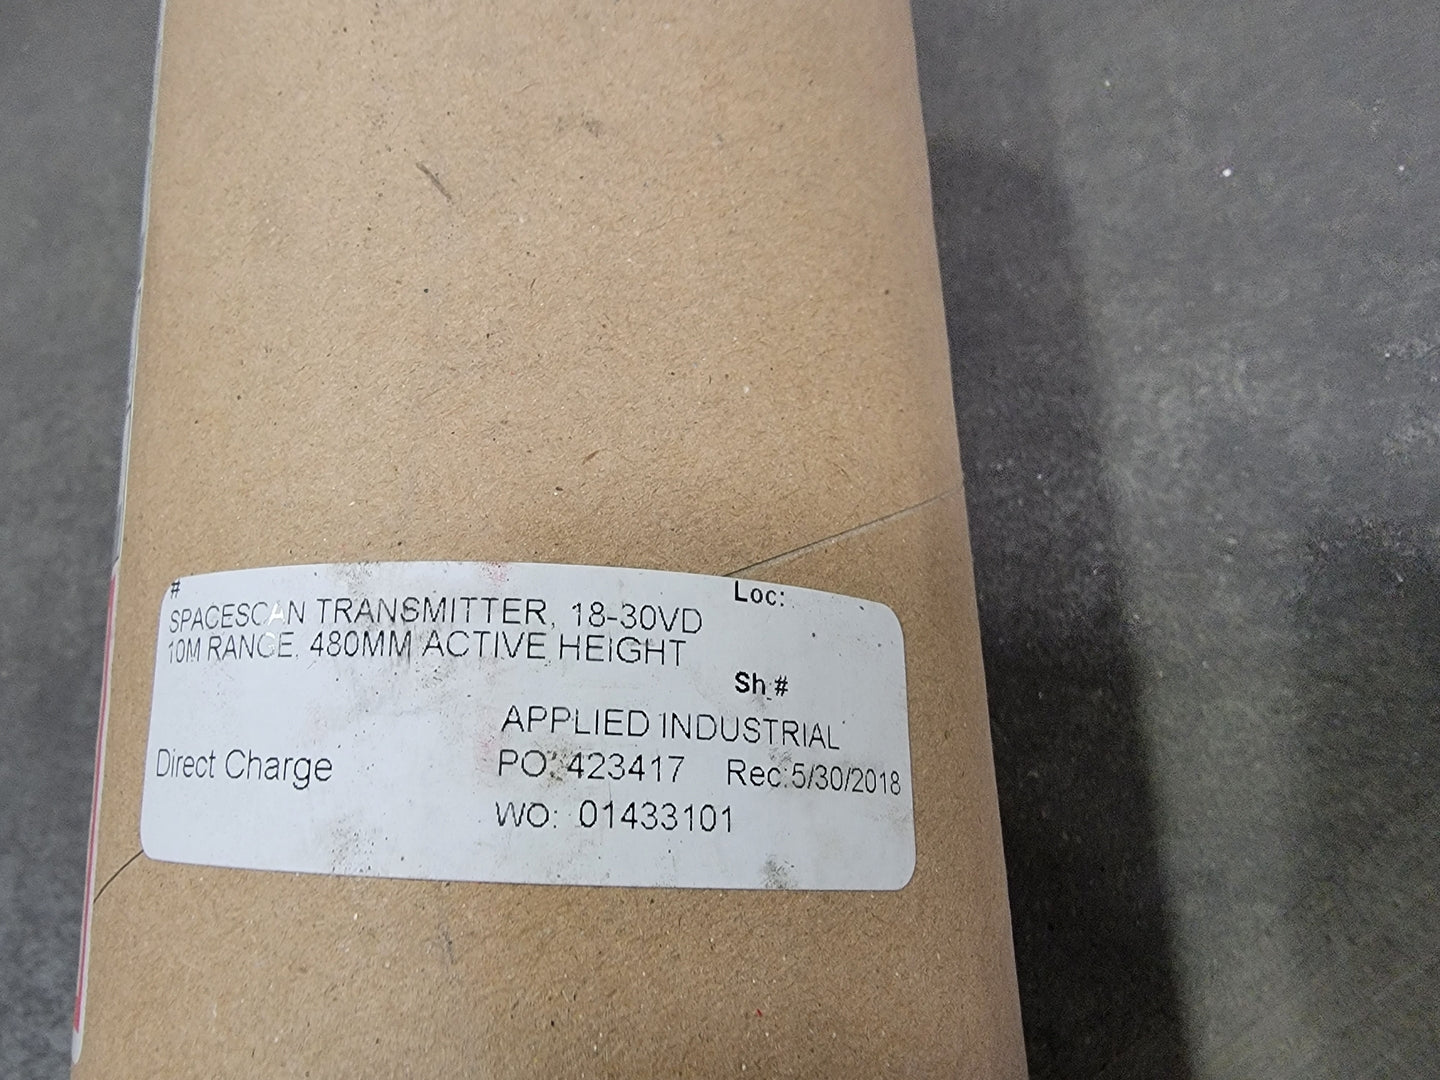 #
SPACESCAN TRANSMITTER, 18-30VD
10M RANGE, 480MM ACTIVE HEIGHT
Loc:
Sh #
APPLIED INDUSTRIAL
Direct Charge
PO: 423417 Rec:5/30/2018
WO: 01433101